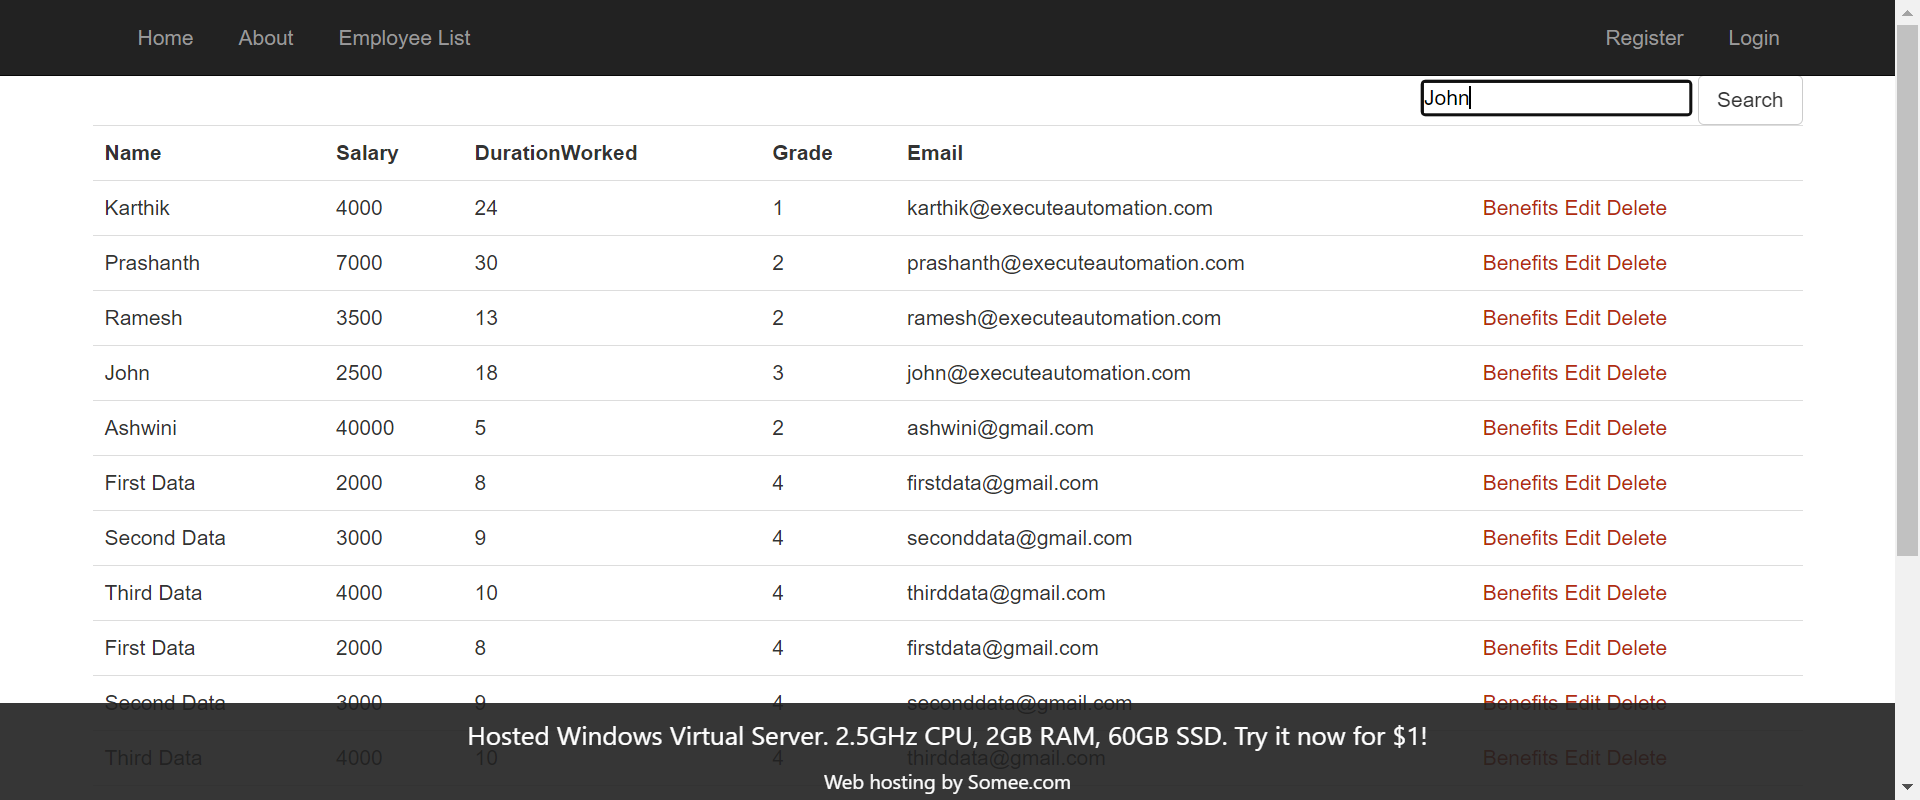 Home About Employee List Register Login
John Search
Name Salary DurationWorked Grade Email
Karthik 4000 24 1 karthik@executeautomation.com Benefits Edit Delete
Prashanth 7000 30 2 prashanth@executeautomation.com Benefits Edit Delete
Ramesh 3500 13 2 ramesh@executeautomation.com Benefits Edit Delete
John 2500 18 3 john@executeautomation.com Benefits Edit Delete
Ashwini 40000 5 2 ashwini@gmail.com Benefits Edit Delete
First Data 2000 8 4 firstdata@gmail.com Benefits Edit Delete
Second Data 3000 9 4 seconddata@gmail.com Benefits Edit Delete
Third Data 4000 10 4 thirddata@gmail.com Benefits Edit Delete
First Data 2000 8 4 firstdata@gmail.com Benefits Edit Delete
Second Data 3000 9 4 seconddata@gmail.com Benefits Edit Delete
Hosted Windows Virtual Server. 2.5GHz CPU, 2GB RAM, 60GB SSD. Try it now for $1!
Third Data 4000 10 4 thirddata@gmail.com Benefits Edit Delete
Web hosting by Somee.com